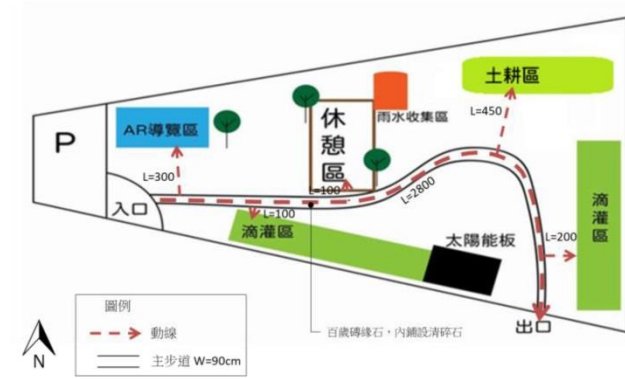 土耕區
L=450
雨水收集區
休憩區
AR導覽區
P
L=300
L=100
L=2800
入口
L=100
滴灌區
太陽能板
滴灌區
L=200
出口
圖例
動線
主步道 W=90cm
百歲磚緣石，內鋪設清碎石
N